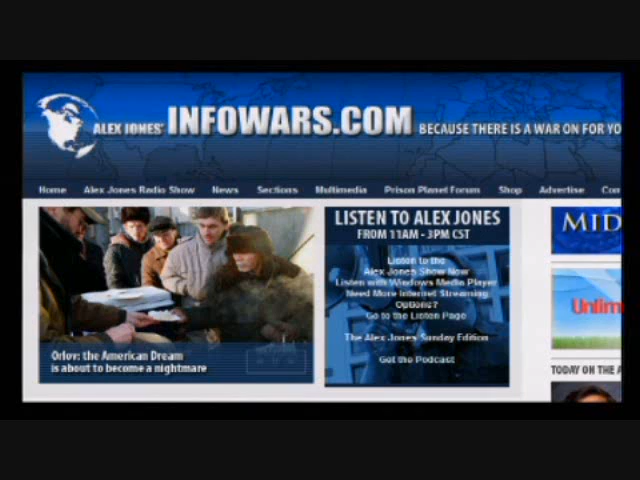 ALEX JONES' INFOWARS.COM BECAUSE THERE IS A WAR ON FOR YO
Home Alex Jones Radio Show News Sections Multimedia Prison Planet Forum Shop Advertise Con
LISTEN TO ALEX JONES
FROM 11AM - 3PM CST
Listen to the
Alex Jones Show Now
Listen with Windows Media Player
Need More Internet Streaming
Options?
Go to the Listen Page
The Alex Jones Sunday Edition
Get the Podcast
Orlov: the American Dream
is about to become a nightmare
MID
Unlim
TODAY ON THE A